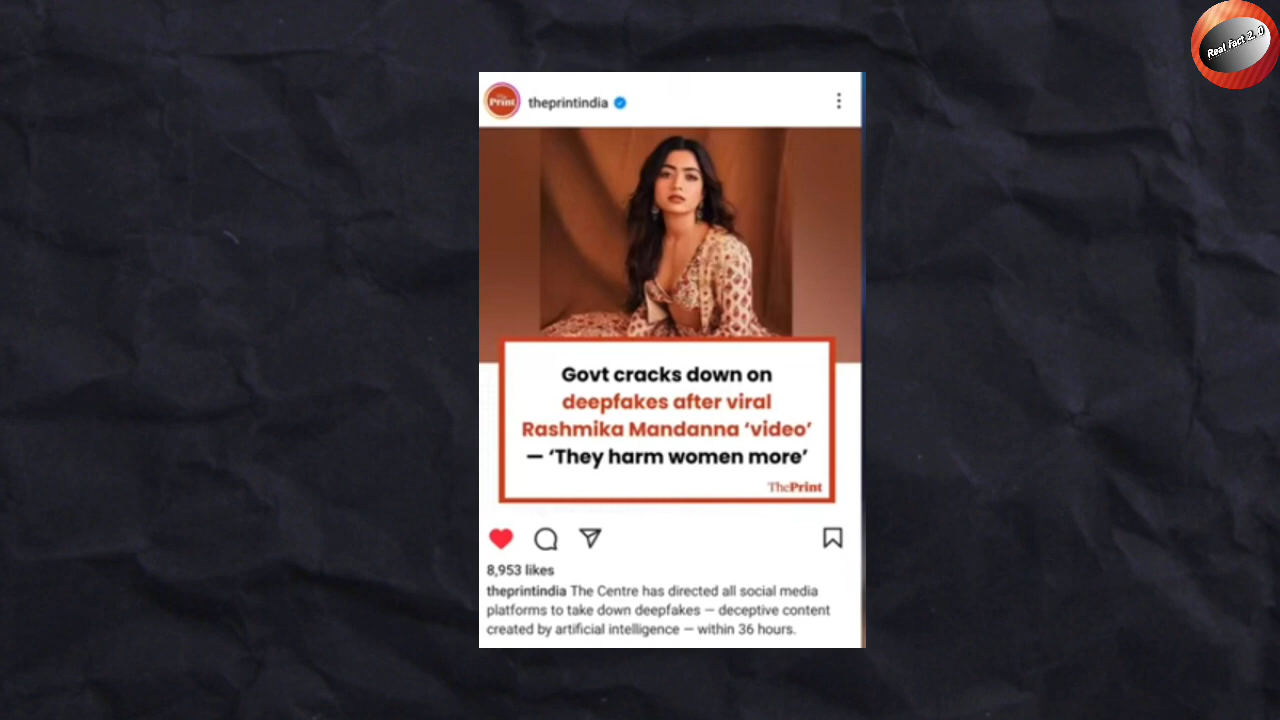 Real fact 2.0
The Print
theprintindia
Govt cracks down on
deepfakes after viral
Rashmika Mandanna ‘video’
– ‘They harm women more’
ThePrint
8,953 likes
theprintindia The Centre has directed all social media
platforms to take down deepfakes – deceptive content
created by artificial intelligence – within 36 hours.